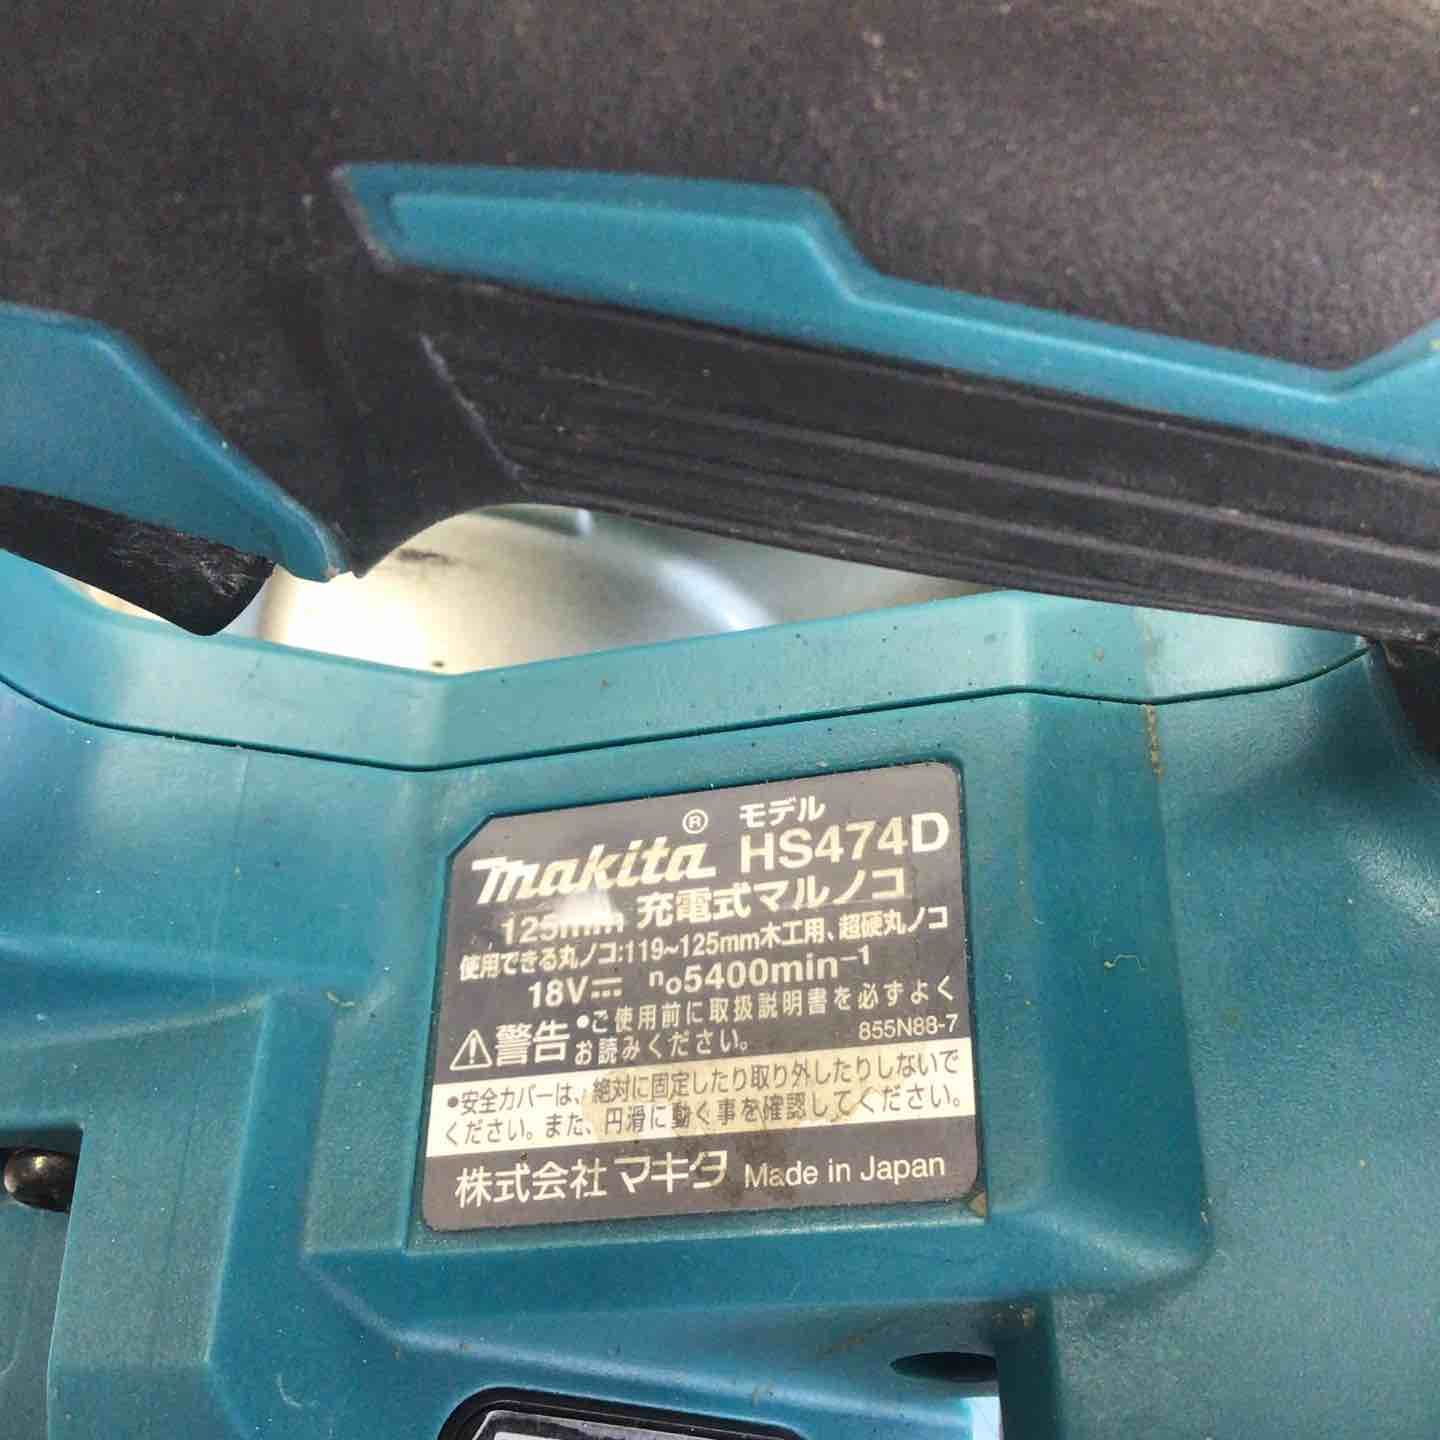 makita® モデル HS474D
125mm 充電式マルノコ
使用できる丸ノコ:119~125mm木工用、超硬丸ノコ
18V⎓ n₀5400min⁻¹
⚠警告 •ご使用前に取扱説明書を必ずよく
お読みください。 855N88-7
•安全カバーは、絶対に固定したり取り外したりしないで
ください。また、円滑に動く事を確認してください。
株式会社マキタ Made in Japan